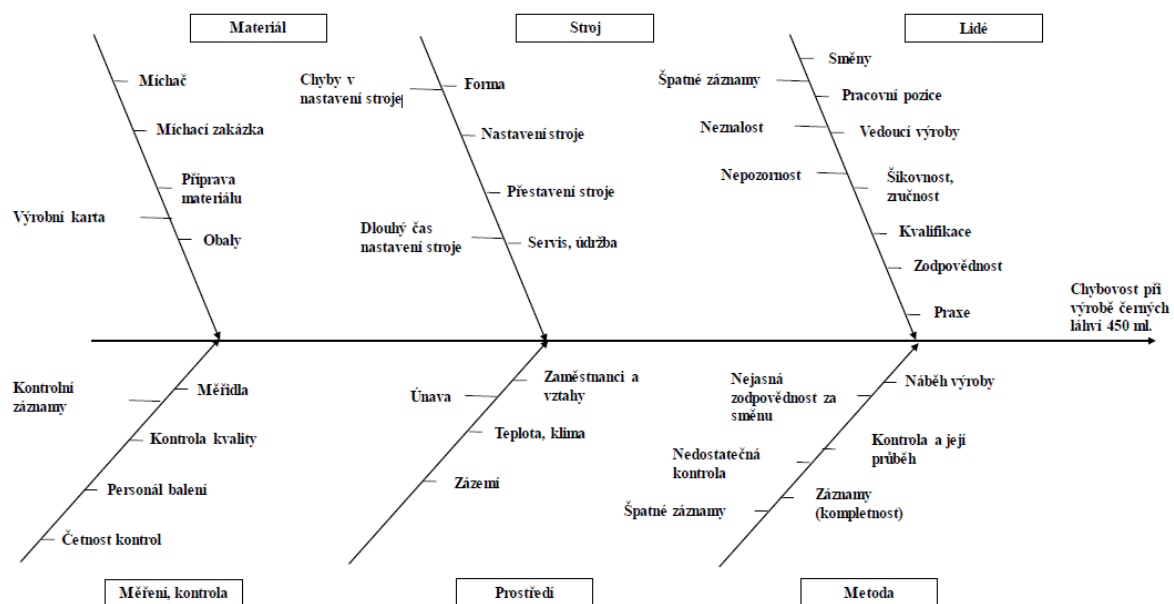 Materiál
Stroj
Lidé
Míchač
Míchací zakázka
Příprava
materiálu
Výrobní karta
Obaly
Chyby v
nastavení stroje
Forma
Nastavení stroje
Přestavení stroje
Dlouhý čas
nastavení stroje
Servis, údržba
Směny
Špatné záznamy
Pracovní pozice
Neznalost
Vedoucí výroby
Nepozornost
Šikovnost,
zručnost
Kvalifikace
Zodpovědnost
Praxe
Chybovost při
výrobě černých
láhví 450 ml.
Kontrolní
záznamy
Měřidla
Kontrola kvality
Personál balení
Četnost kontrol
Zaměstnanci a
vztahy
Únava
Teplota, klima
Zázemí
Náběh výroby
Nejasná
zodpovědnost za
směnu
Kontrola a její
průběh
Nedostatečná
kontrola
Záznamy
(kompletnost)
Špatné záznamy
Měření, kontrola
Prostředí
Metoda